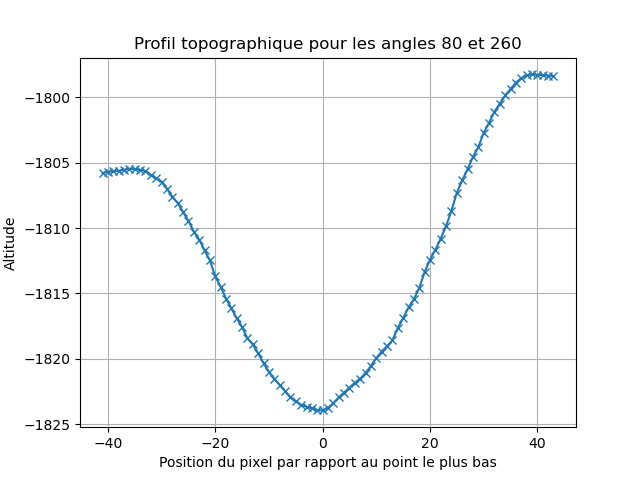 Profil topographique pour les angles 80 et 260
−1800
−1805
−1810
−1815
−1820
−1825
Altitude
−40 −20 0 20 40
Position du pixel par rapport au point le plus bas